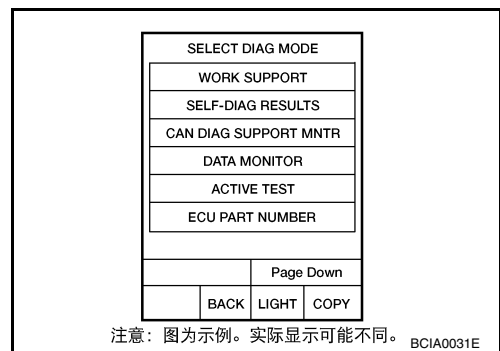 SELECT DIAG MODE
WORK SUPPORT
SELF-DIAG RESULTS
CAN DIAG SUPPORT MNTR
DATA MONITOR
ACTIVE TEST
ECU PART NUMBER
Page Down
BACK LIGHT COPY
注意：图为示例。实际显示可能不同。
BCIA0031E